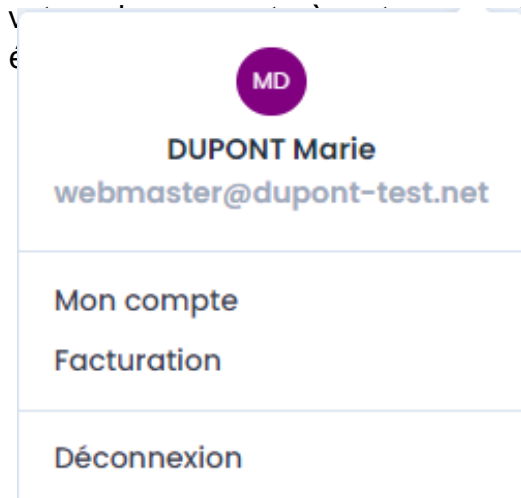 MD
DUPONT Marie
webmaster@dupont-test.net
Mon compte
Facturation
Déconnexion